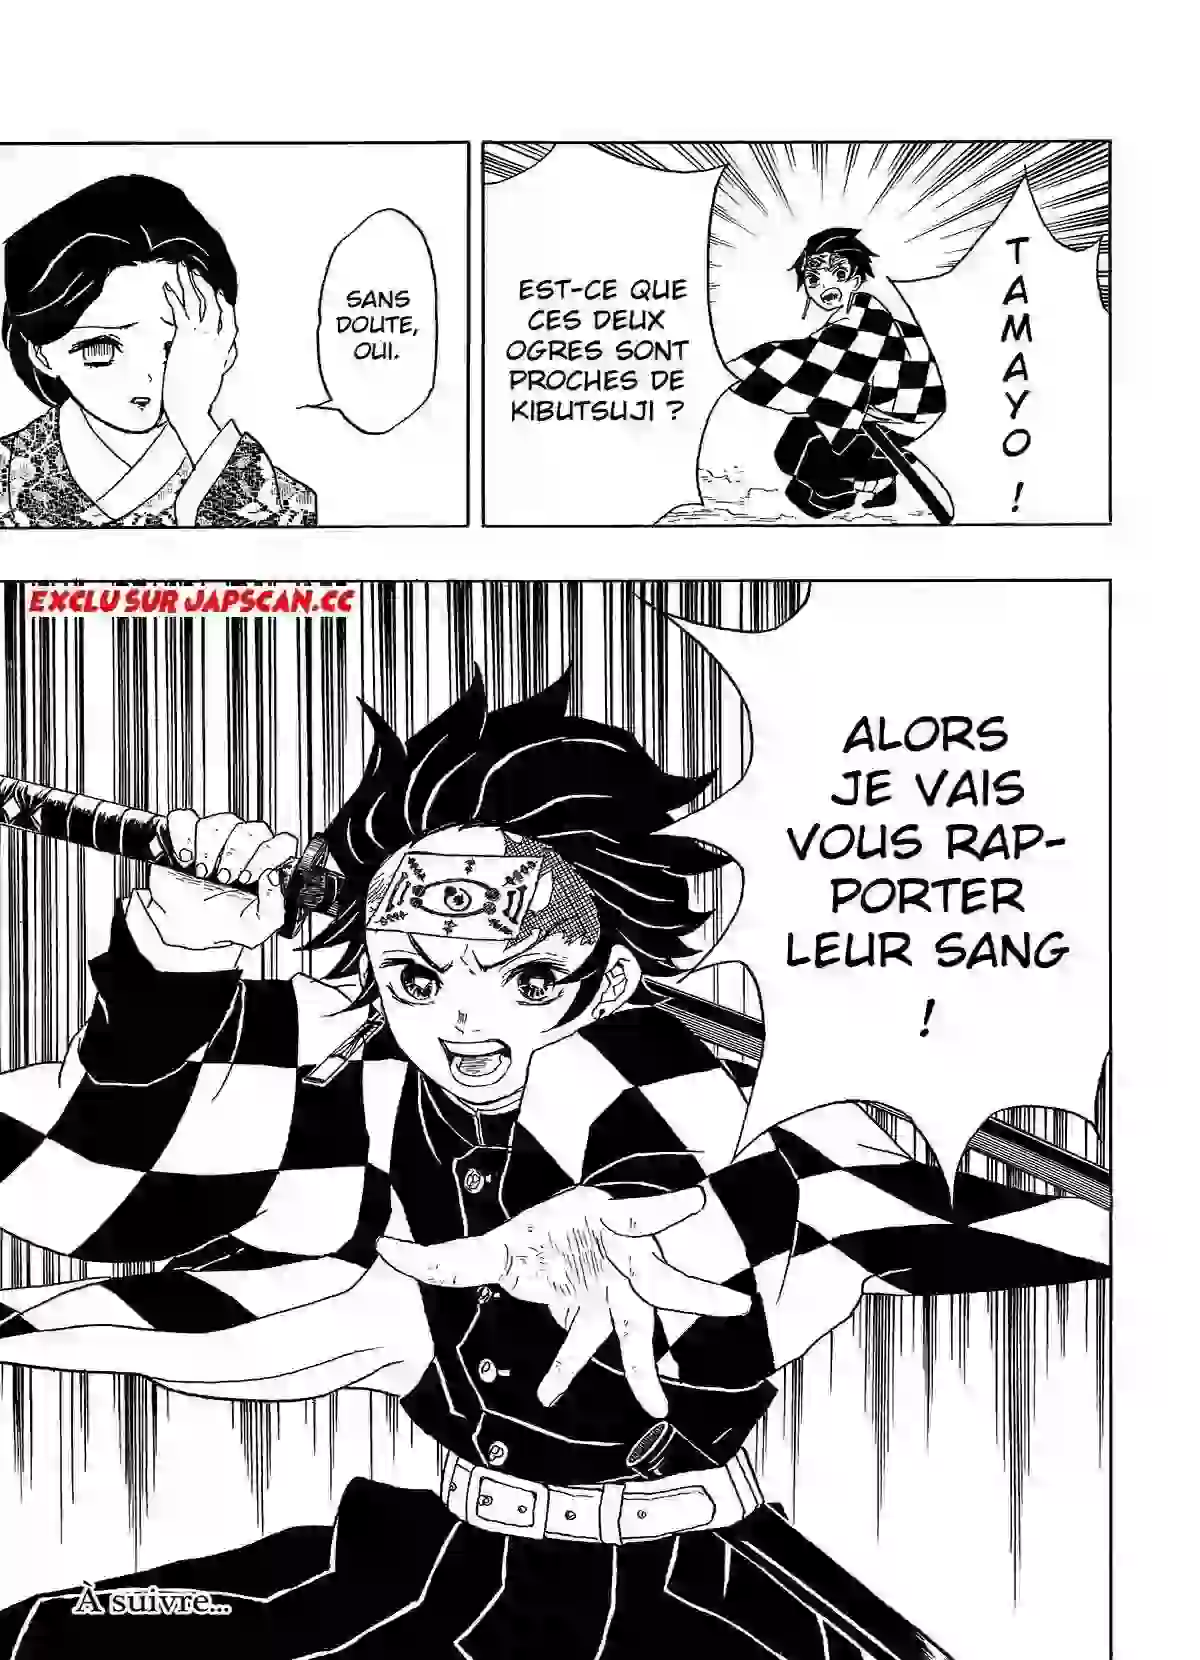 TAMAYO !
EST-CE QUE
CES DEUX
OGRES SONT
PROCHES DE
KIBUTSUJI ?
SANS
DOUTE,
OUI.
EXCLU SUR JAPSCAN.CC
ALORS
JE VAIS
VOUS RAP-
PORTER
LEUR SANG
!
À suivre...